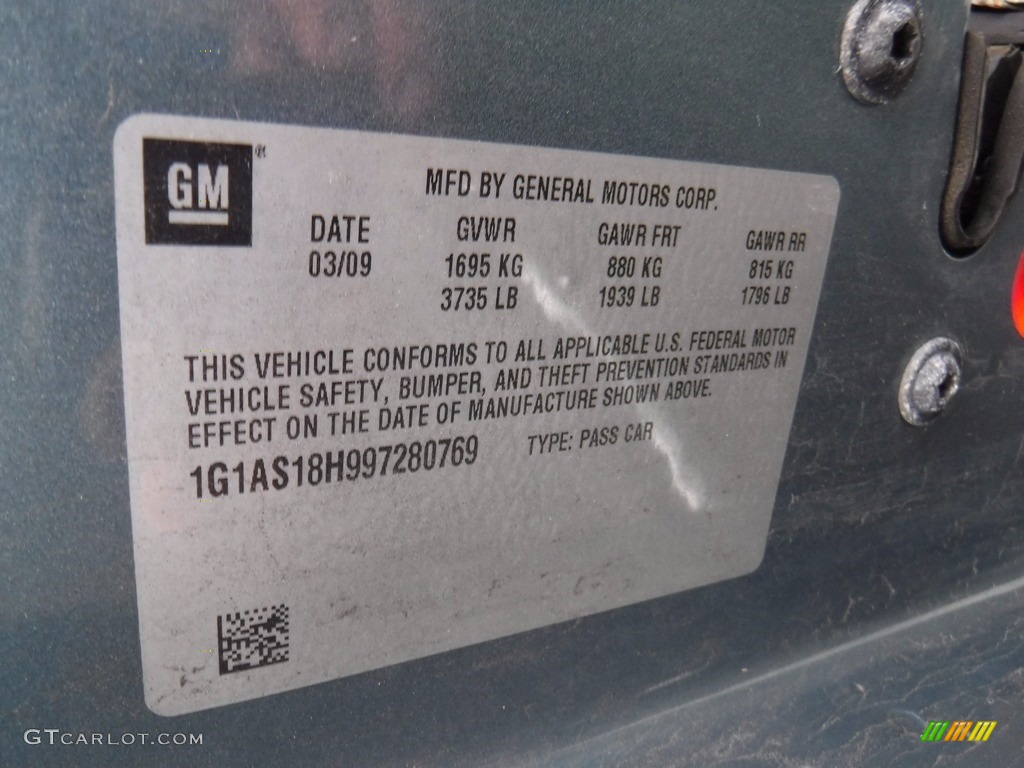 GM®
MFD BY GENERAL MOTORS CORP.
DATE GVWR GAWR FRT GAWR RR
03/09 1695 KG 880 KG 815 KG
3735 LB 1939 LB 1796 LB
THIS VEHICLE CONFORMS TO ALL APPLICABLE U.S. FEDERAL MOTOR
VEHICLE SAFETY, BUMPER, AND THEFT PREVENTION STANDARDS IN
EFFECT ON THE DATE OF MANUFACTURE SHOWN ABOVE.
1G1AS18H997280769 TYPE: PASS CAR
GTCARLOT.COM